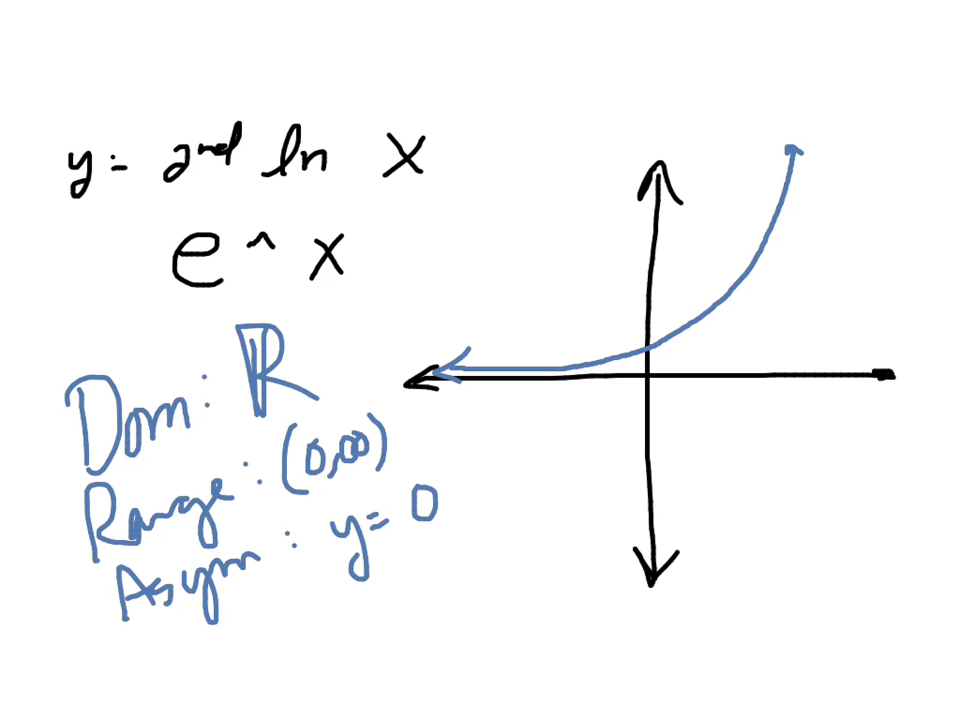 y= 2nd ln X
e^x
Dom: ℝ
Range: (0,∞)
Asym: y=0